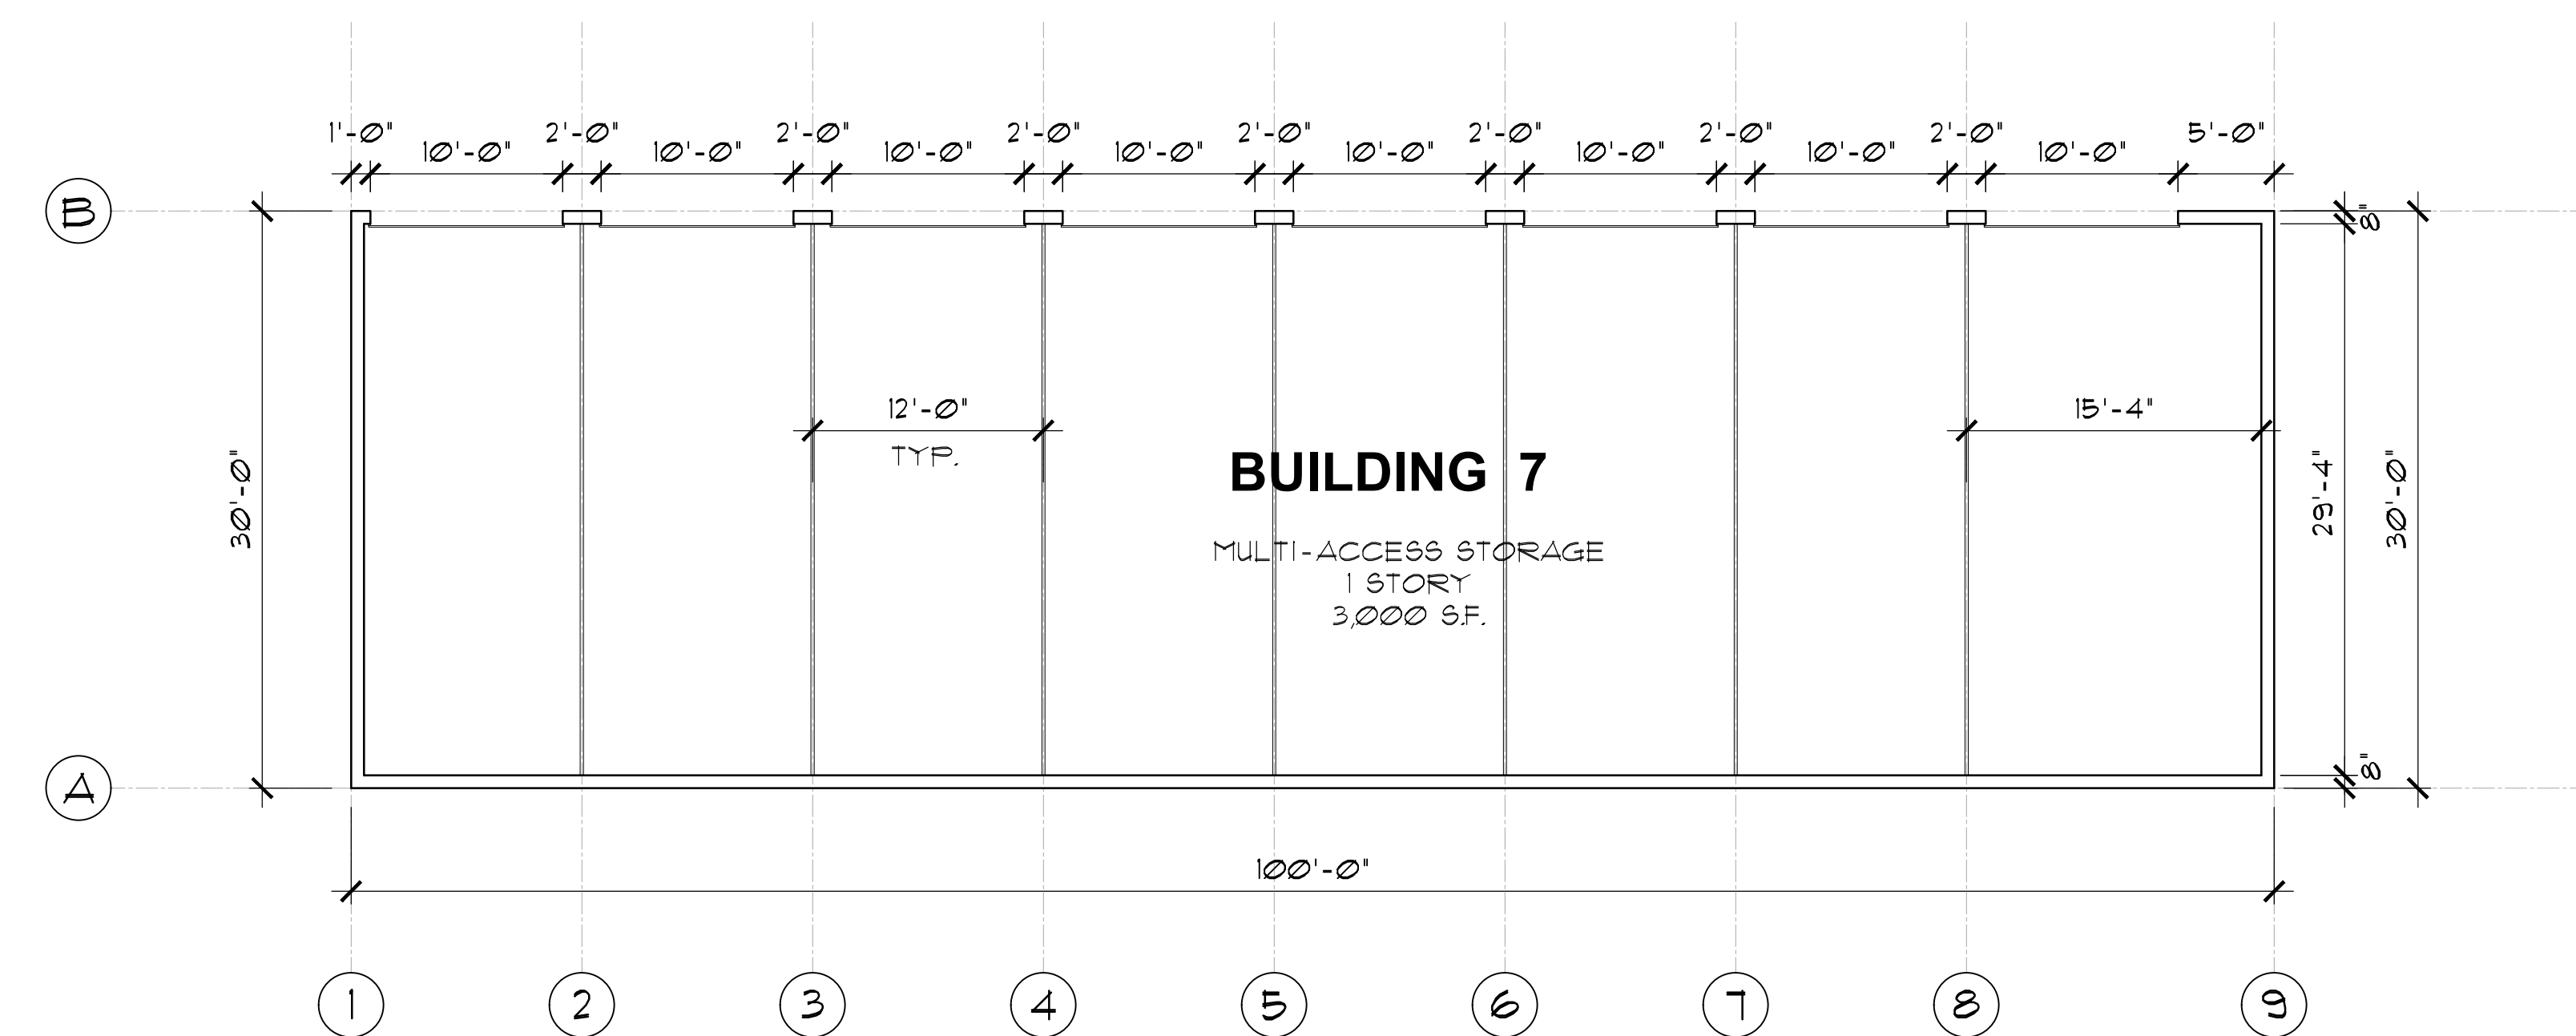 1'-0" 2'-0" 2'-0" 2'-0" 2'-0" 2'-0" 2'-0" 2'-0" 5'-0"
10'-0" 10'-0" 10'-0" 10'-0" 10'-0" 10'-0" 10'-0" 10'-0"
B
8"
12'-0"
TYP.
15'-4"
30'-0"
BUILDING 7
MULTI-ACCESS STORAGE
1 STORY
3,000 S.F.
29'-4"
30'-0"
8"
A
100'-0"
1 2 3 4 5 6 7 8 9